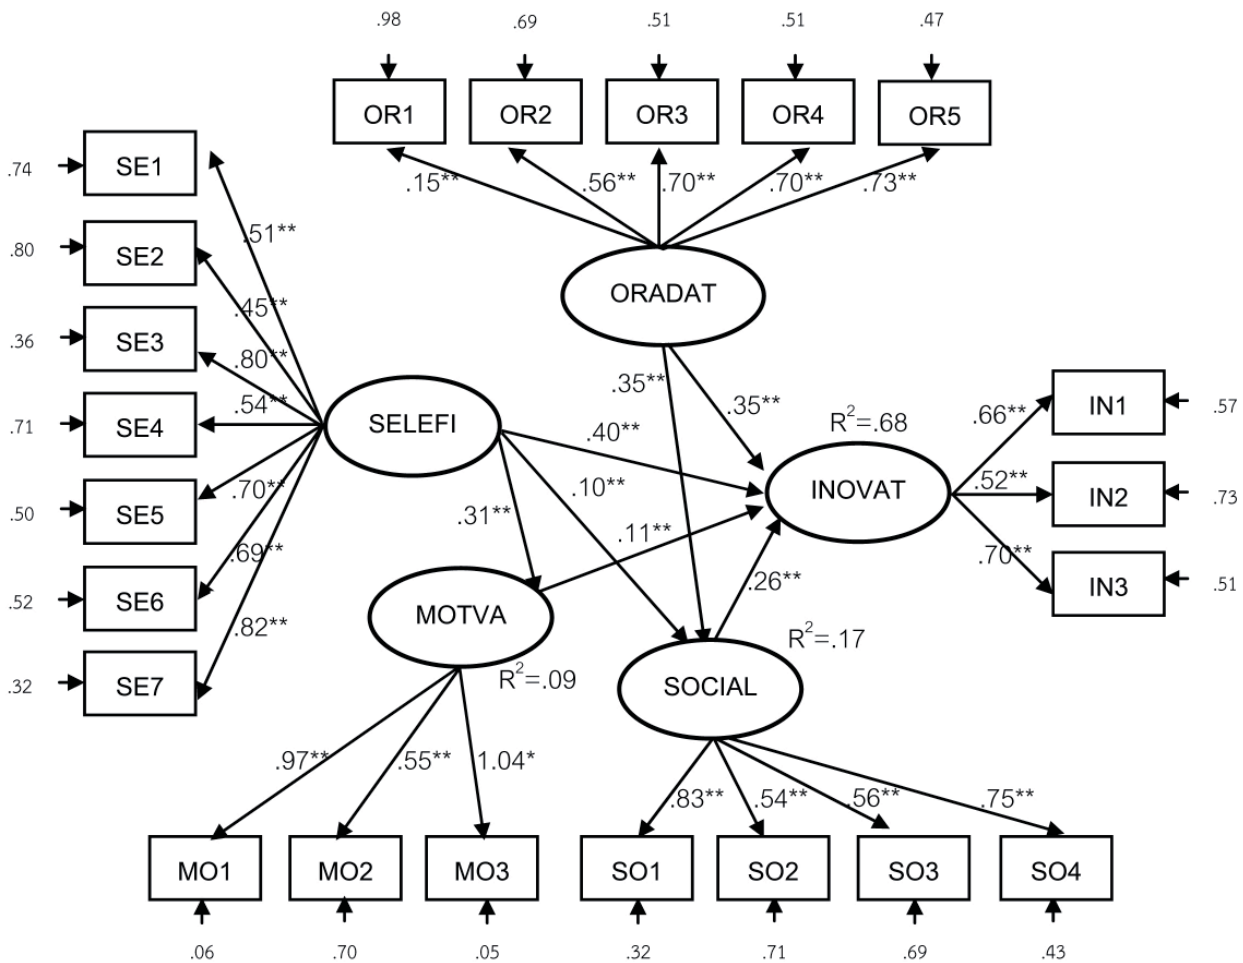 .98 .69 .51 .51 .47
OR1 OR2 OR3 OR4 OR5
.15** .56** .70** .70** .73**
.74 SE1
.51**
.80 SE2
ORADAT
.45**
.36 SE3
.80**
.35** .35**
.54**
.71 SE4
SELEFI
R²=.68
.66** IN1 .57
.40**
.70**
.10**
INOVAT
.52** IN2 .73
.50 SE5
.31**
.11**
.69**
.70** IN3 .51
.26**
.52 SE6
MOTVA
.82**
R²=.17
.32 SE7
R²=.09
SOCIAL
.97** .55** 1.04*
.83** .54** .56** .75**
MO1 MO2 MO3 SO1 SO2 SO3 SO4
.06 .70 .05 .32 .71 .69 .43